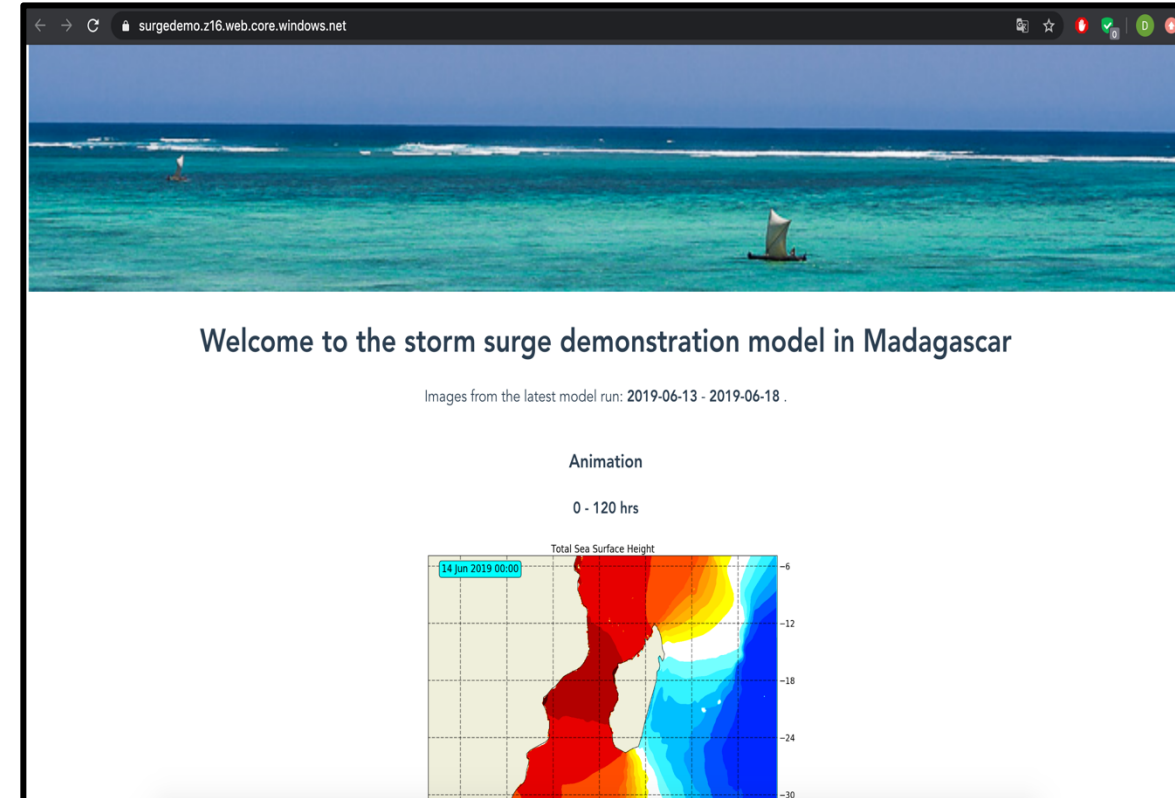 surgedemo.z16.web.core.windows.net
0
D
Welcome to the storm surge demonstration model in Madagascar
Images from the latest model run: 2019-06-13 - 2019-06-18 .
Animation
0 - 120 hrs
Total Sea Surface Height
14 Jun 2019 00:00
−6
−12
−18
−24
−30